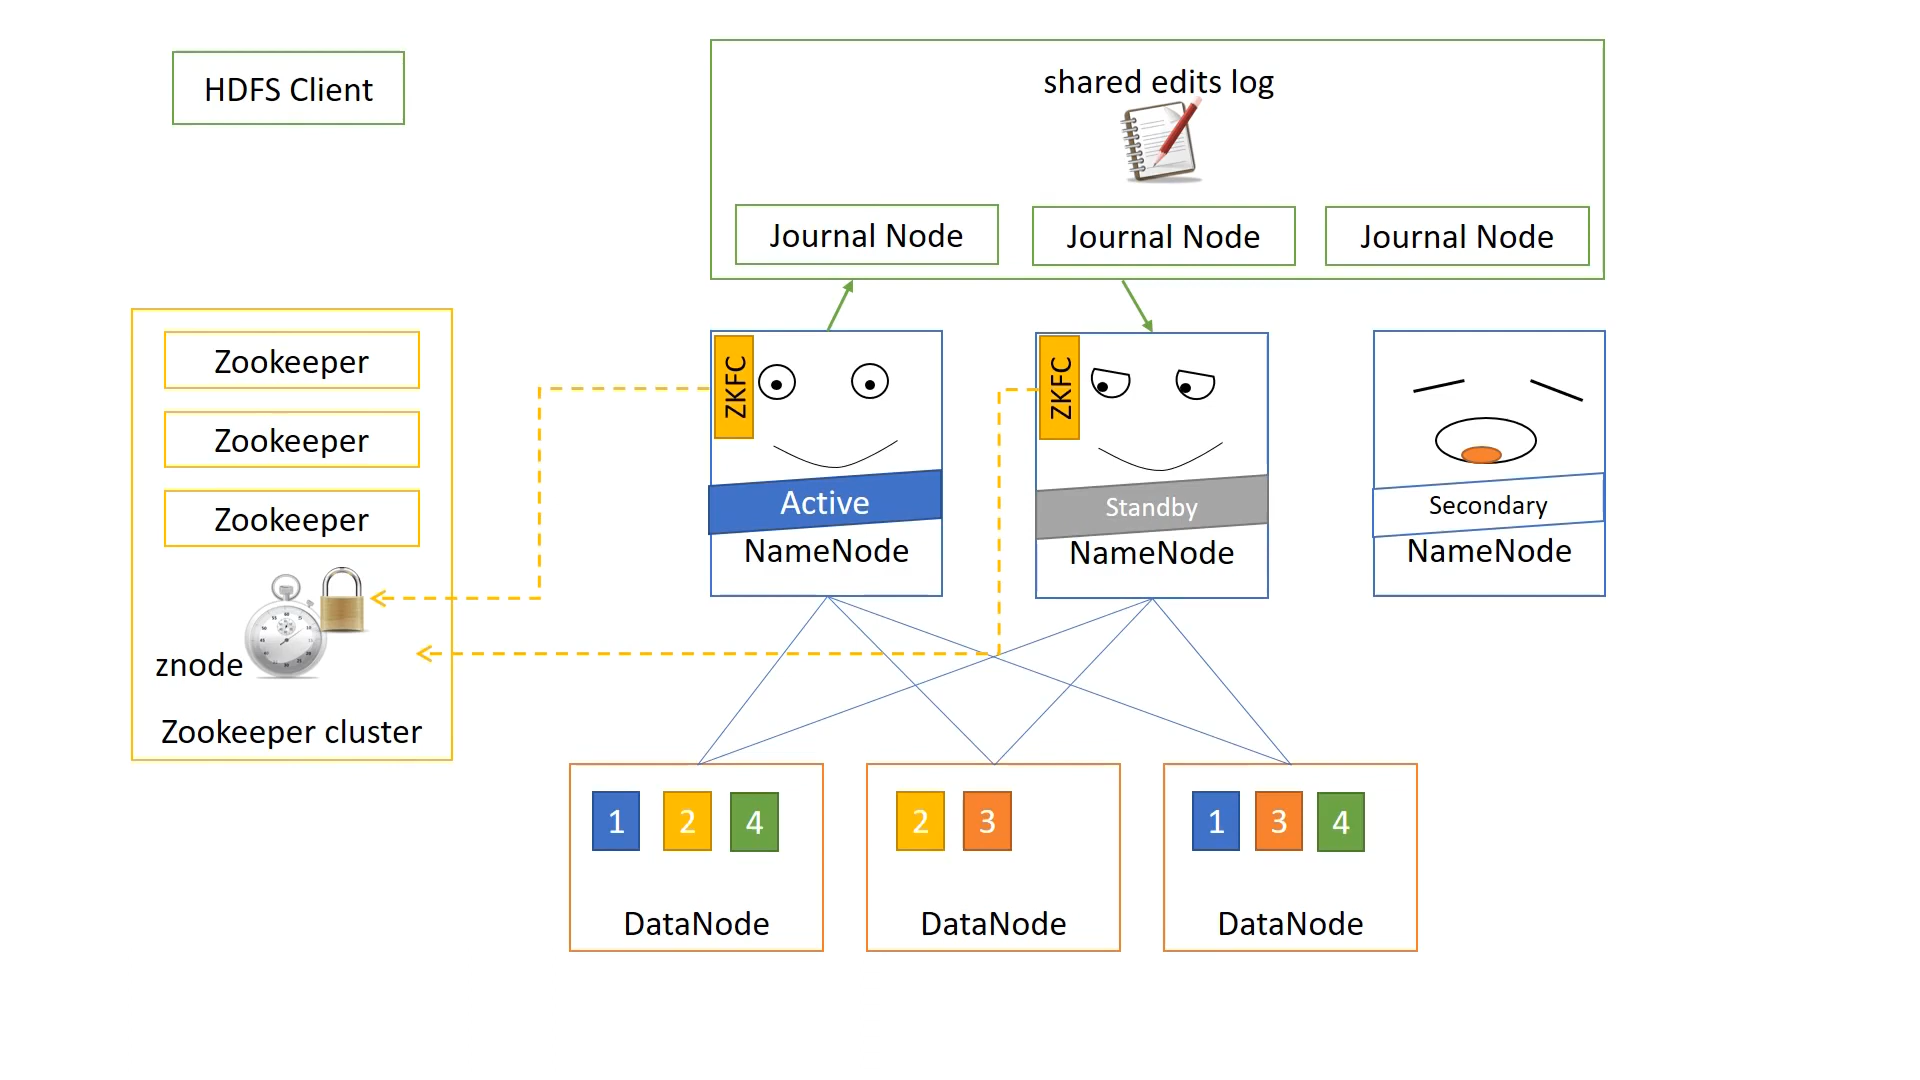 HDFS Client
shared edits log
Journal Node
Journal Node
Journal Node
Zookeeper
Zookeeper
Zookeeper
znode
Zookeeper cluster
ZKFC
Active
NameNode
ZKFC
Standby
NameNode
Secondary
NameNode
1 2 4
DataNode
2 3
DataNode
1 3 4
DataNode